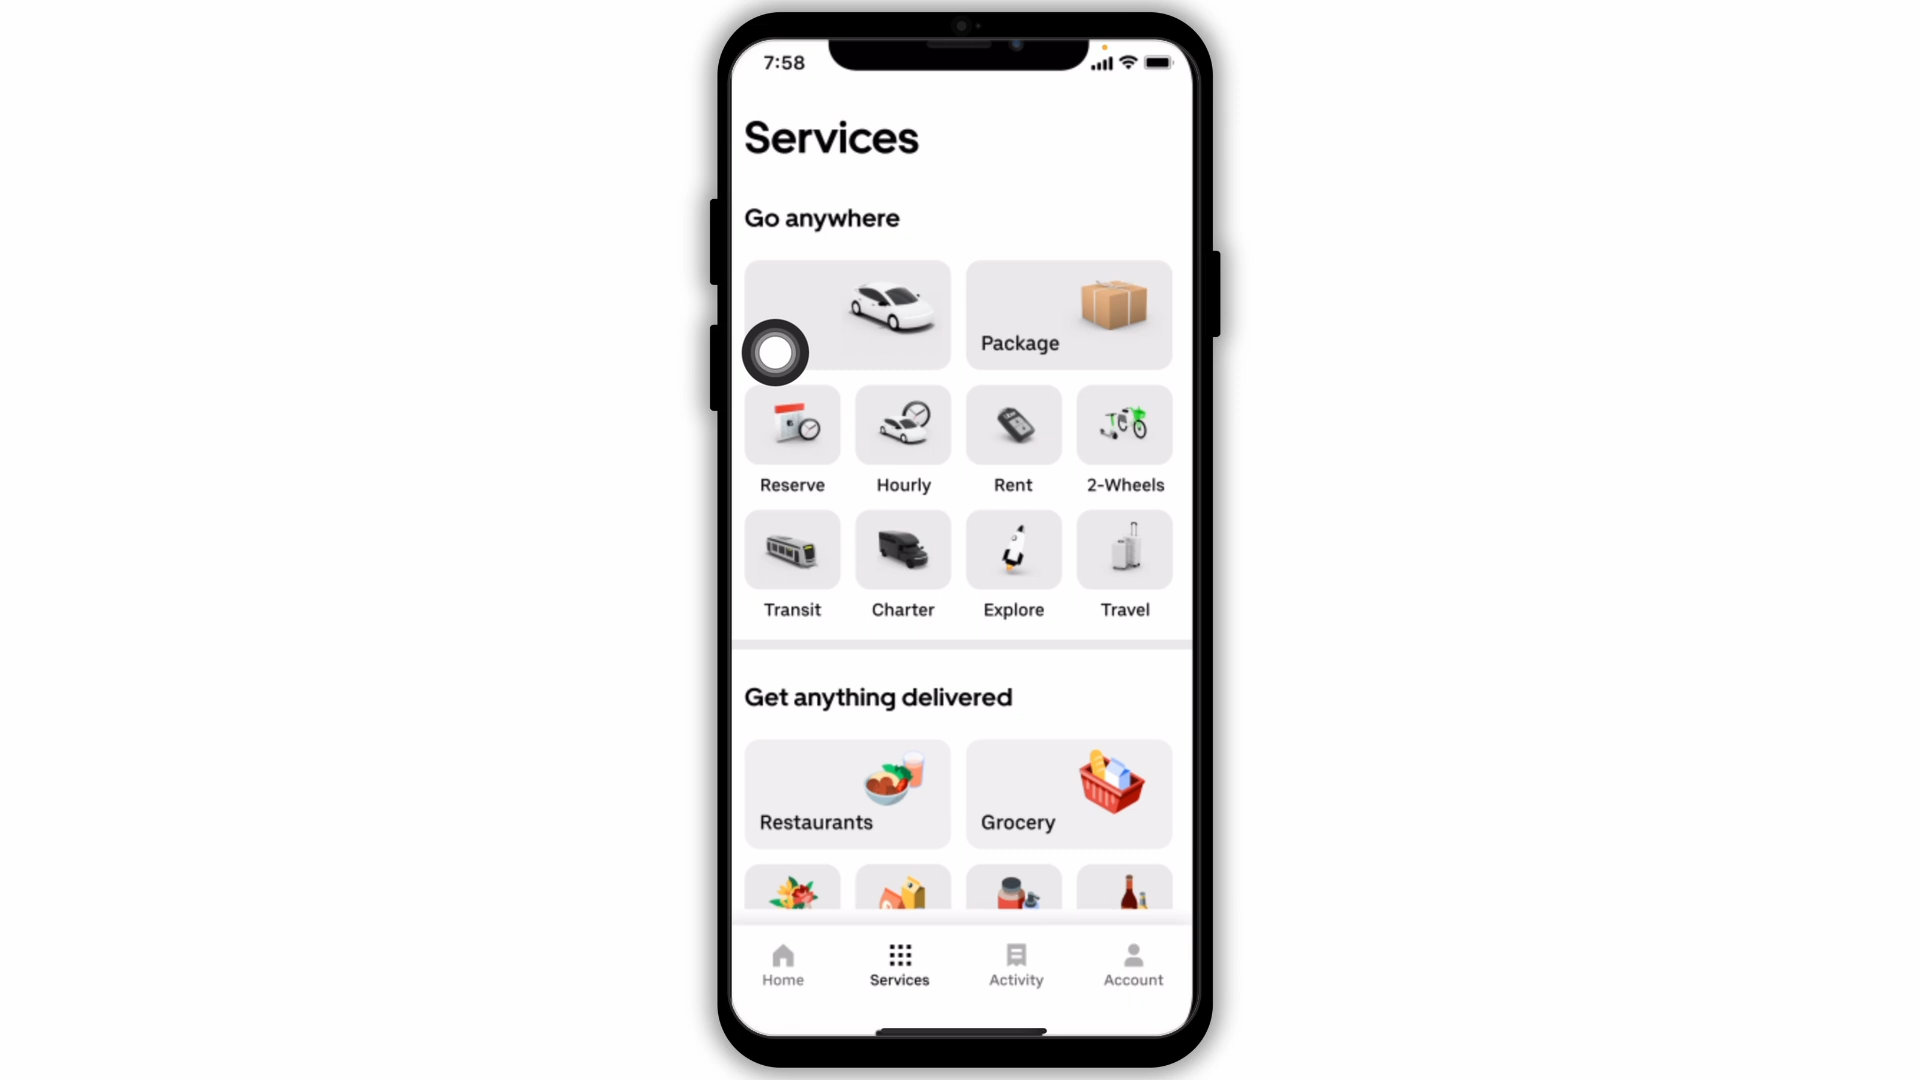 7:58
Services
Go anywhere
Package
Reserve Hourly Rent 2-Wheels
Transit Charter Explore Travel
Get anything delivered
Restaurants Grocery
Home Services Activity Account